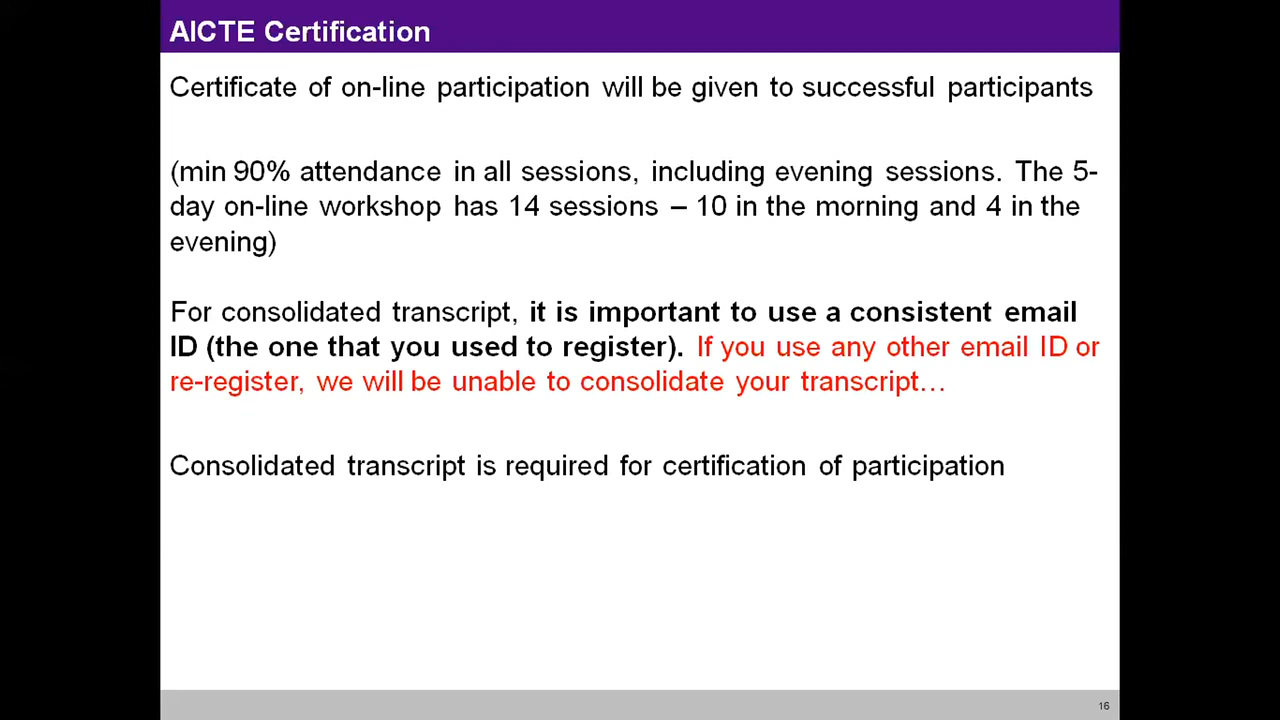 AICTE Certification
Certificate of on-line participation will be given to successful participants
(min 90% attendance in all sessions, including evening sessions. The 5-
day on-line workshop has 14 sessions – 10 in the morning and 4 in the
evening)
For consolidated transcript, it is important to use a consistent email
ID (the one that you used to register). If you use any other email ID or
re-register, we will be unable to consolidate your transcript…
Consolidated transcript is required for certification of participation
16